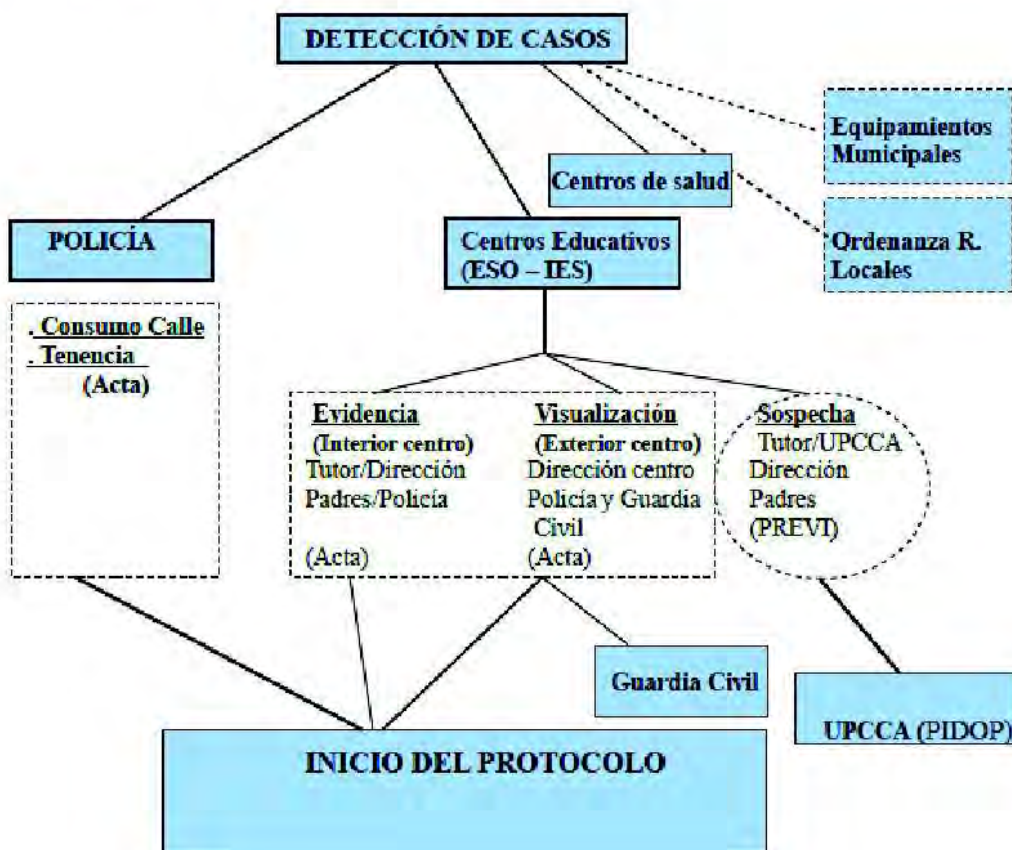 DETECCIÓN DE CASOS
Equipamientos
Municipales
Centros de salud
POLICÍA
Centros Educativos
(ESO – IES)
Ordenanza R.
Locales
. Consumo Calle
. Tenencia
(Acta)
Evidencia
(Interior centro)
Tutor/Dirección
Padres/Policía
(Acta)
Visualización
(Exterior centro)
Dirección centro
Policía y Guardia
Civil
(Acta)
Sospecha
Tutor/UPCCA
Dirección
Padres
(PREVI)
Guardia Civil
UPCCA (PIDOP)
INICIO DEL PROTOCOLO